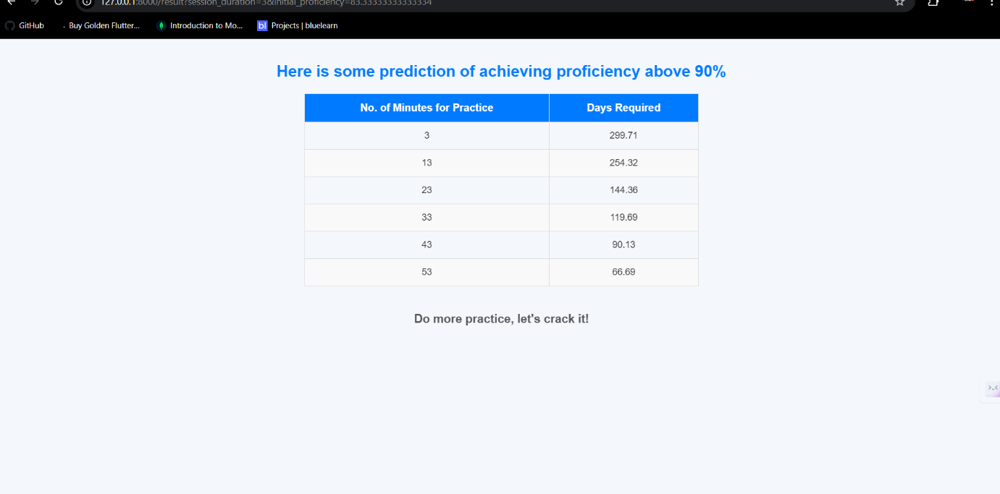 127.0.0.1:8000/result?session_duration=3&initial_proficiency=83.33333333333334
GitHub Buy Golden Flutter... Introduction to Mo... bl Projects | bluelearn
Here is some prediction of achieving proficiency above 90%
No. of Minutes for Practice Days Required
3 299.71
13 254.32
23 144.36
33 119.69
43 90.13
53 66.69
Do more practice, let's crack it!